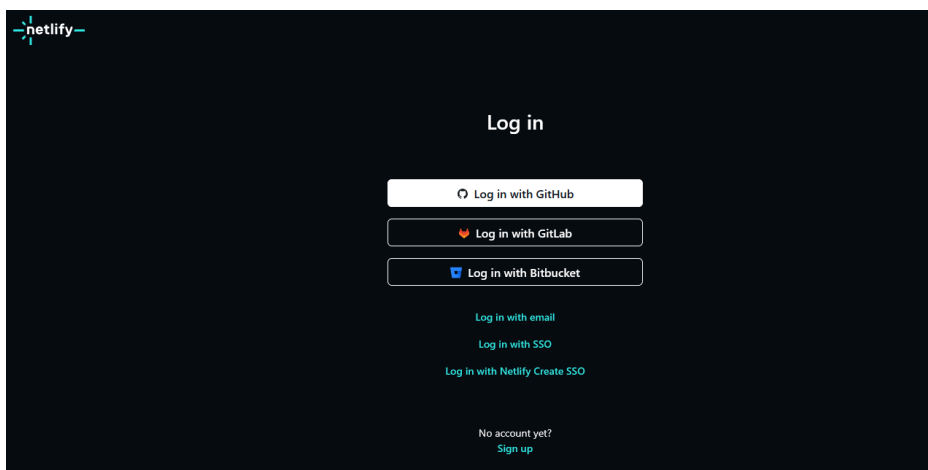 netlify
Log in
Log in with GitHub
Log in with GitLab
Log in with Bitbucket
Log in with email
Log in with SSO
Log in with Netlify Create SSO
No account yet?
Sign up